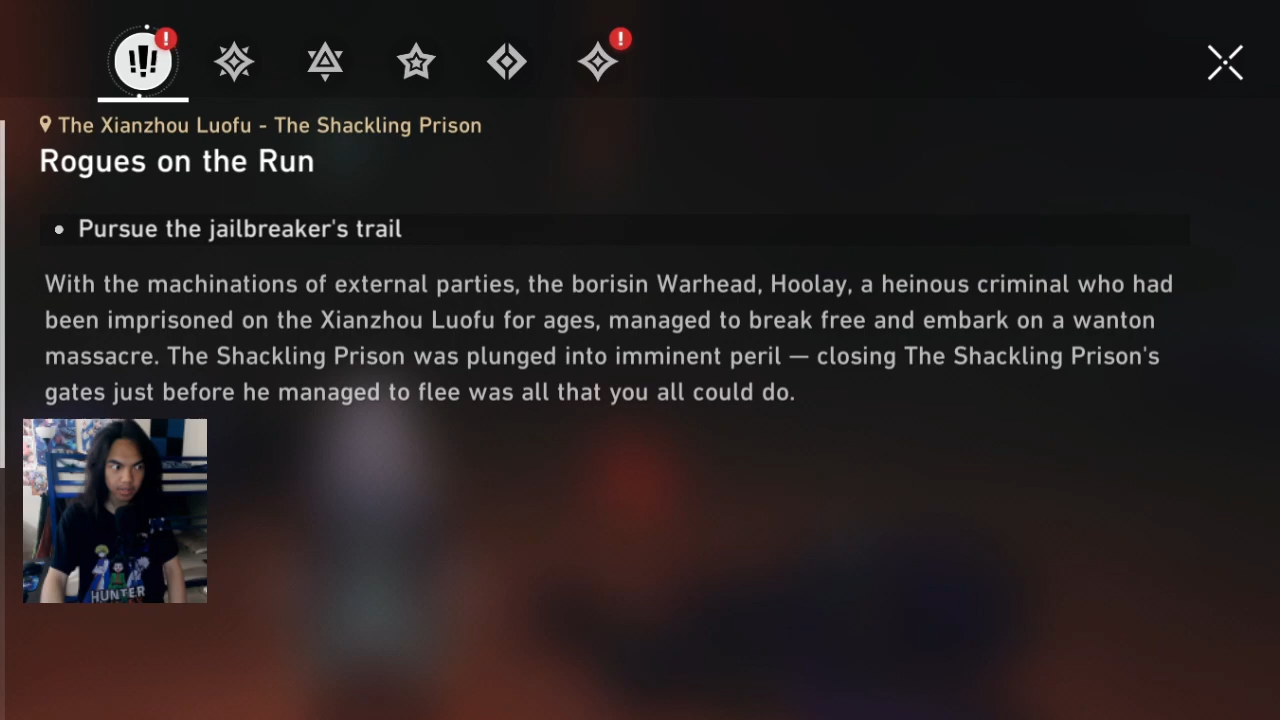 The Xianzhou Luofu - The Shackling Prison
Rogues on the Run
Pursue the jailbreaker's trail
With the machinations of external parties, the borisin Warhead, Hoolay, a heinous criminal who had
been imprisoned on the Xianzhou Luofu for ages, managed to break free and embark on a wanton
massacre. The Shackling Prison was plunged into imminent peril — closing The Shackling Prison's
gates just before he managed to flee was all that you all could do.
HUNTER